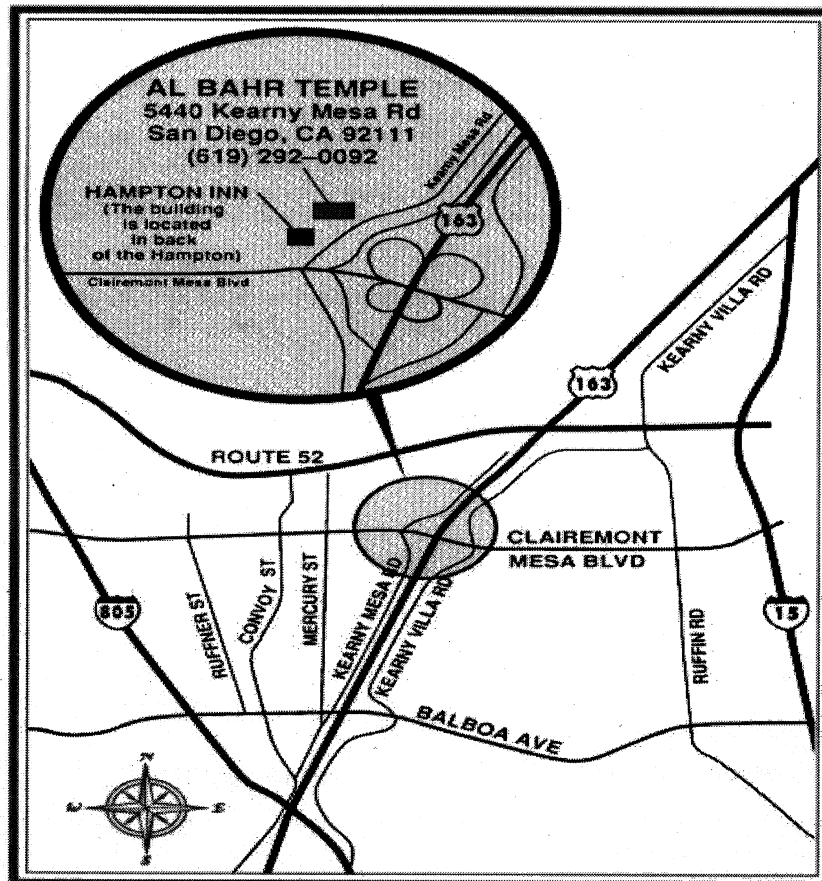 AL BAHR TEMPLE
5440 Kearny Mesa Rd
San Diego, CA 92111
(619) 292-0092
Kearny Mesa Rd
HAMPTON INN
(The building
is located
in back
of the Hampton)
163
Clairemont Mesa Blvd
KEARNY VILLA RD
163
ROUTE 52
CLAIREMONT
MESA BLVD
805
RUFFNER ST
CONVOY ST
MERCURY ST
KEARNY MESA RD
KEARNY VILLA RD
RUFFIN RD
15
BALBOA AVE
N
W
E
S